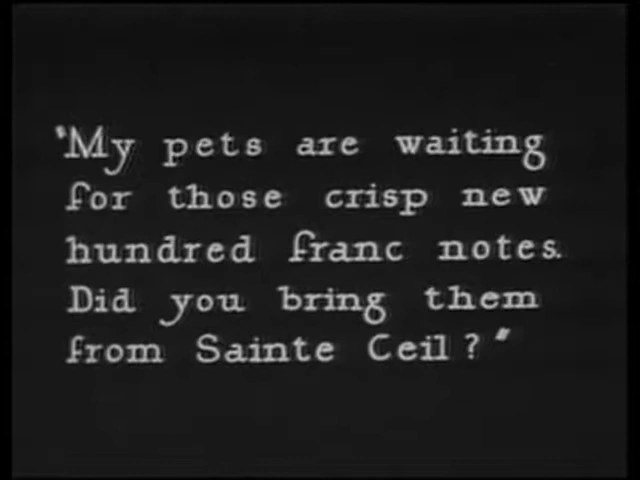 "My pets are waiting
for those crisp new
hundred franc notes.
Did you bring them
from Sainte Ceil?"